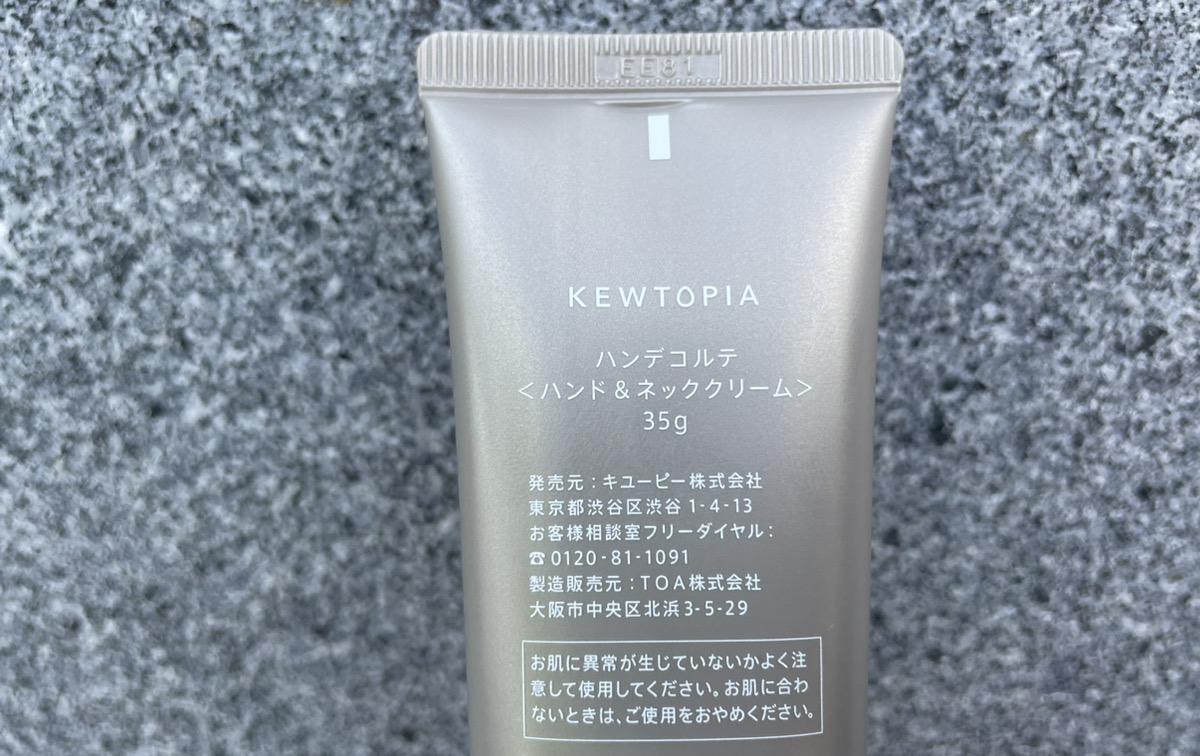 EE81
KEWTOPIA
ハンデコルテ
＜ハンド＆ネッククリーム＞
35g
発売元：キユーピー株式会社
東京都渋谷区渋谷1-4-13
お客様相談室フリーダイヤル：
☎0120-81-1091
製造販売元：TOA株式会社
大阪市中央区北浜3-5-29
お肌に異常が生じていないかよく注
意して使用してください。お肌に合わ
ないときは、ご使用をおやめください。